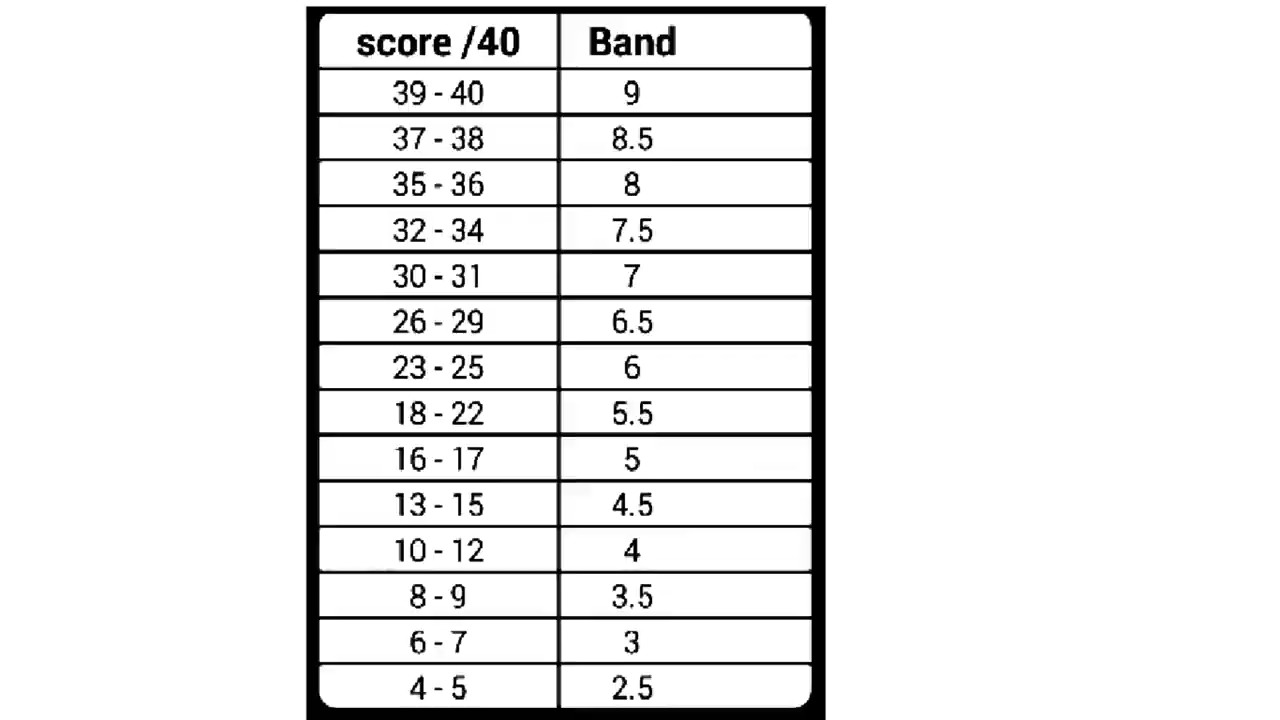 score /40 Band
39 - 40 9
37 - 38 8.5
35 - 36 8
32 - 34 7.5
30 - 31 7
26 - 29 6.5
23 - 25 6
18 - 22 5.5
16 - 17 5
13 - 15 4.5
10 - 12 4
8 - 9 3.5
6 - 7 3
4 - 5 2.5